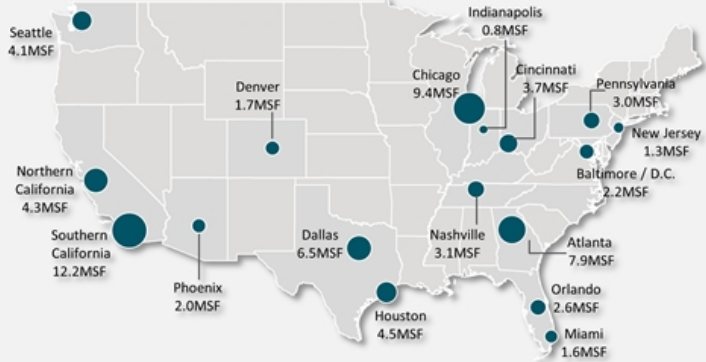 Seattle
4.1MSF
Indianapolis
0.8MSF
Chicago
9.4MSF
Cincinnati
3.7MSF
Denver
1.7MSF
Pennsylvania
3.0MSF
New Jersey
1.3MSF
Baltimore / D.C.
2.2MSF
Northern
California
4.3MSF
Southern
California
12.2MSF
Phoenix
2.0MSF
Dallas
6.5MSF
Houston
4.5MSF
Nashville
3.1MSF
Atlanta
7.9MSF
Orlando
2.6MSF
Miami
1.6MSF